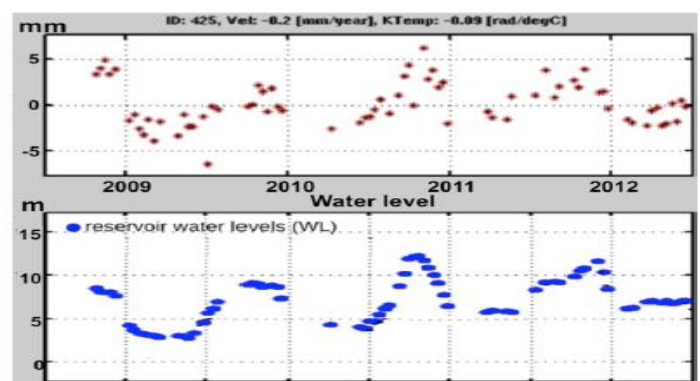 ID: 425, Vel: -0.2 [mm/year], KTemp: -0.09 [rad/degC]
mm
5
0
-5
2009 2010 2011 2012
Water level
m
reservoir water levels (WL)
15
10
5
0